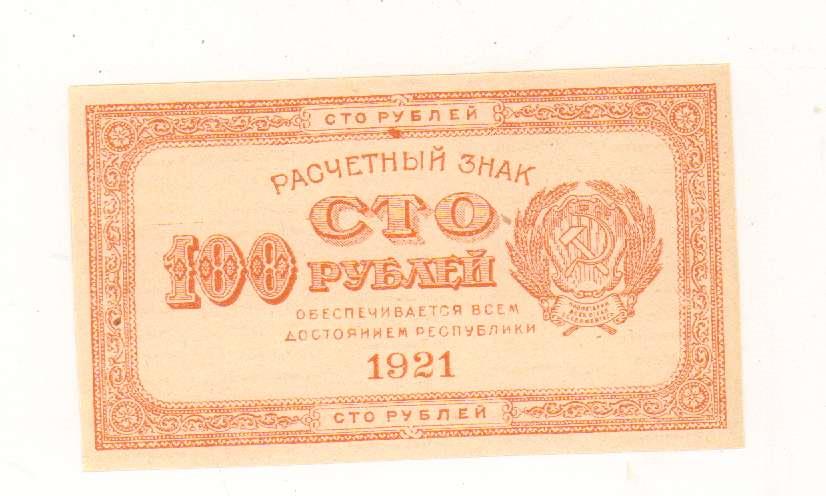 СТО РУБЛЕЙ
РАСЧЕТНЫЙ ЗНАК
СТО
100 РУБЛЕЙ
ОБЕСПЕЧИВАЕТСЯ ВСЕМ
ДОСТОЯНИЕМ РЕСПУБЛИКИ
1921
СТО РУБЛЕЙ